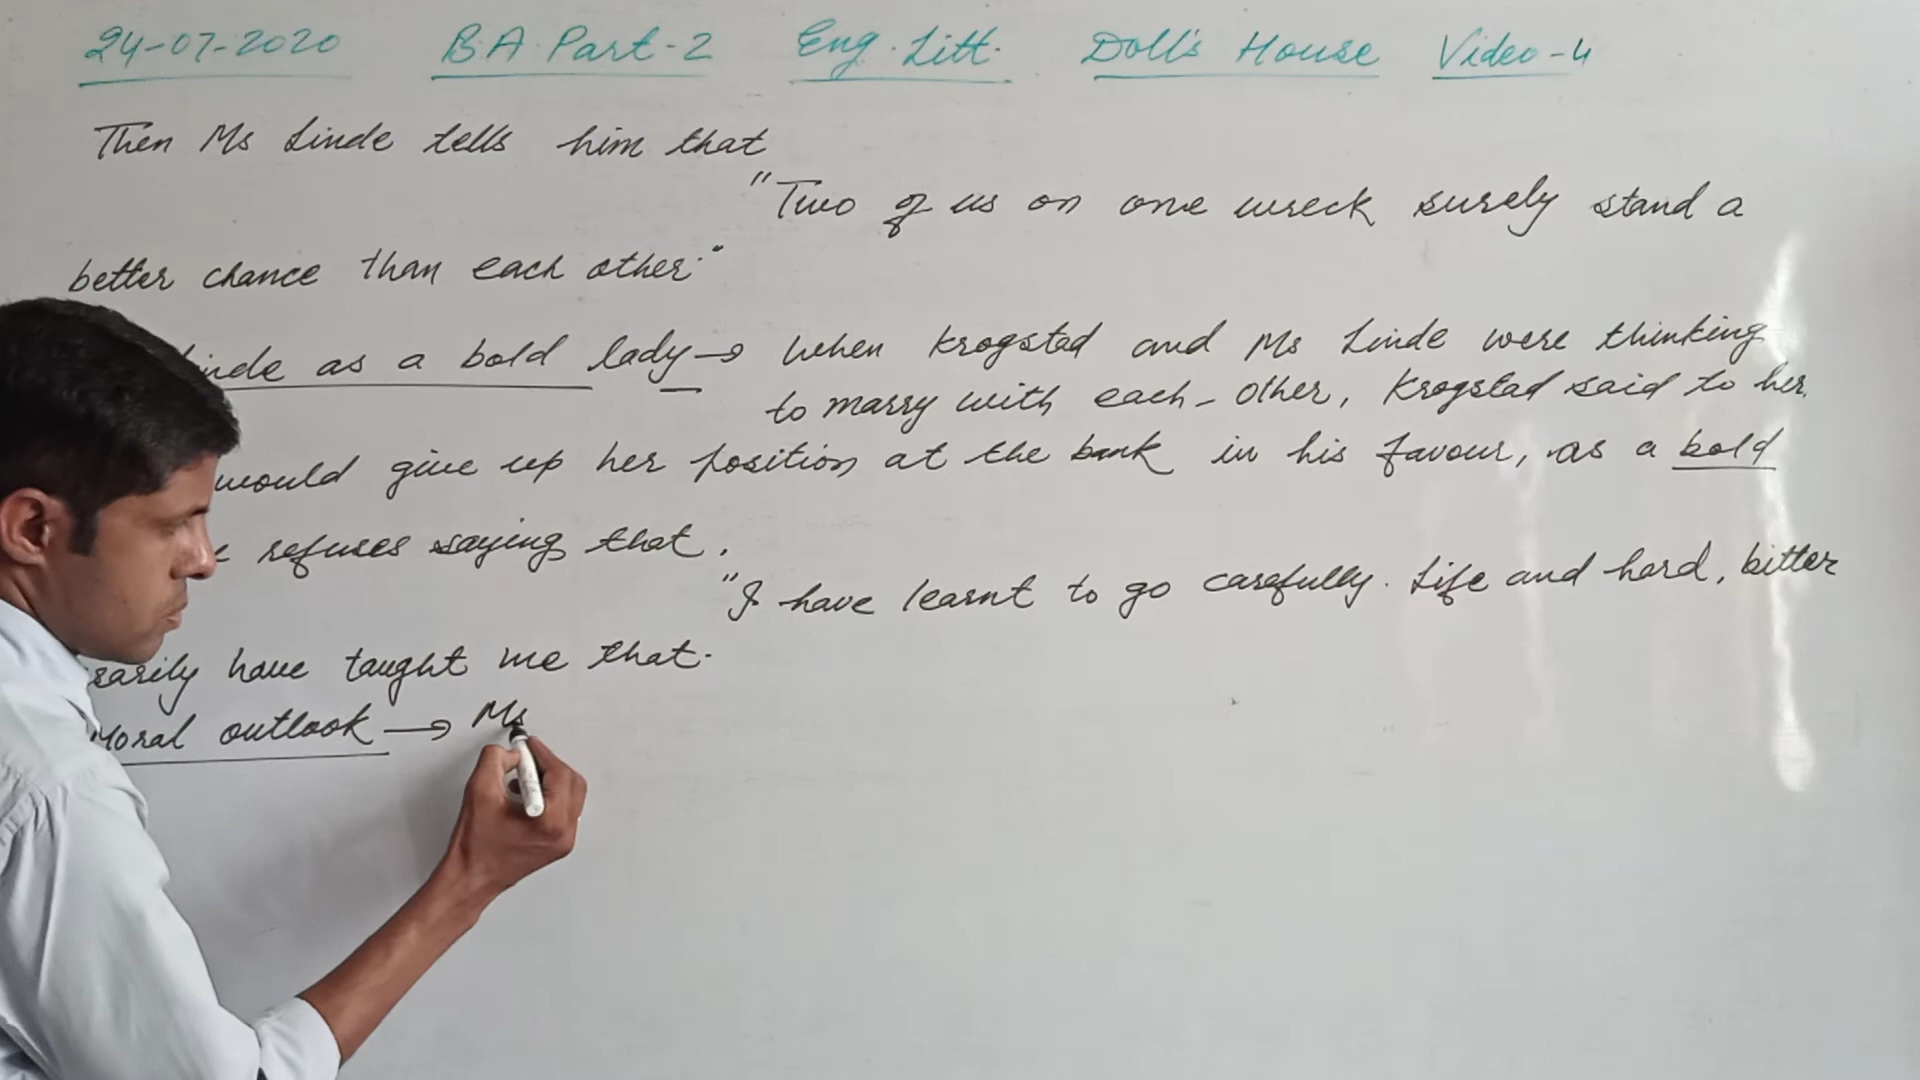 24-07-2020 BA Part-2 Eng. Litt. Doll's House Video-4
Then Ms Linde tells him that
"Two of us on one wreck surely stand a
better chance than each other."
as a bold lady → When Krogstad and Ms Linde were thinking
to marry with each-other, Krogstad said to her
would give up her position at the bank in his favour, as a bold
refuses saying that,
"I have learnt to go carefully. Life and hard, bitter
have taught me that.
Moral outlook → Ms